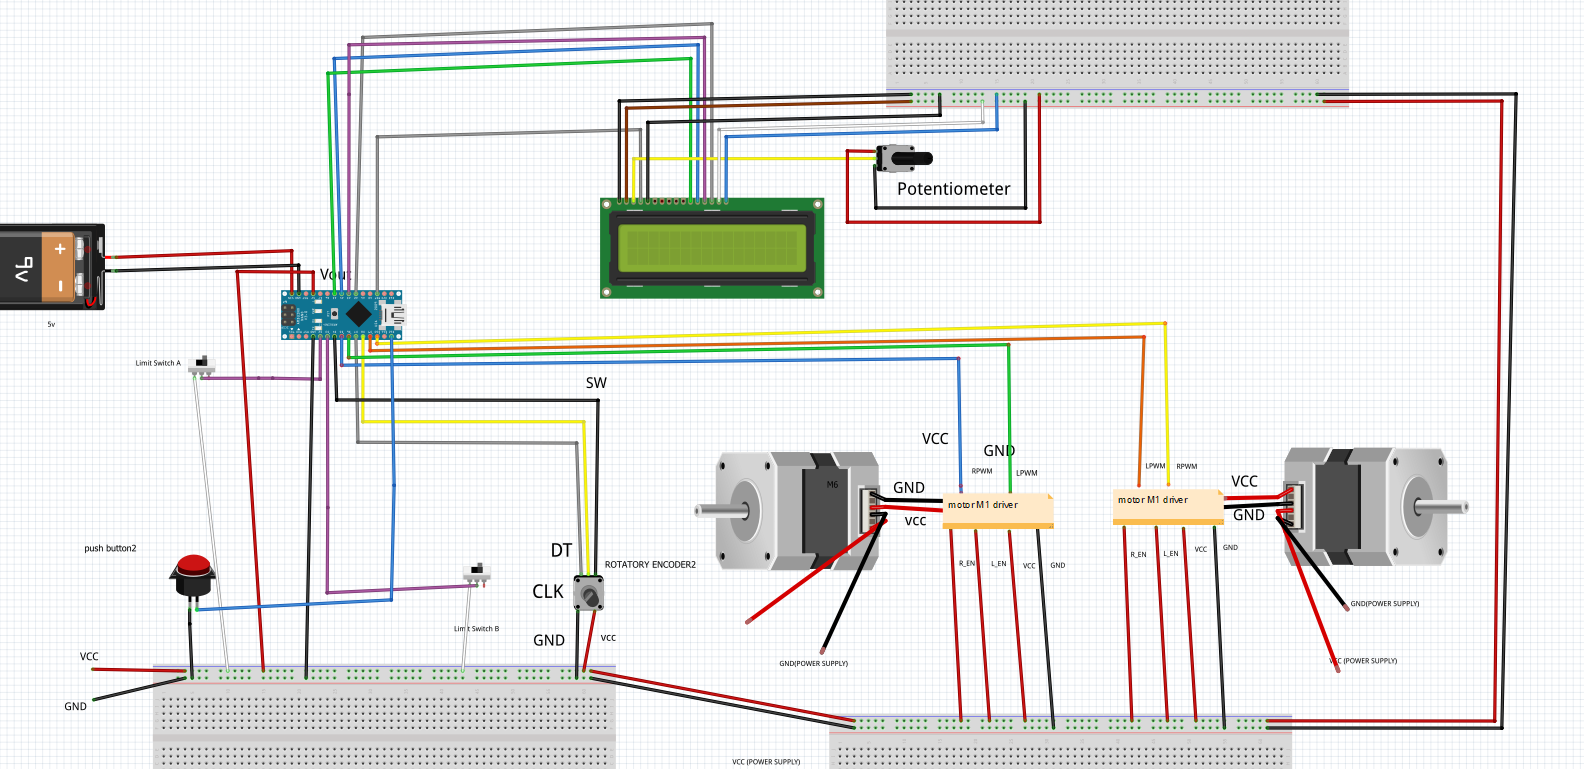 Potentiometer
9V
+
−
Vout
5v
Limit Switch A
SW
VCC
GND
RPWM
LPWM
LPWM
RPWM
M6
GND
vcc
motor M1 driver
motor M1 driver
VCC
GND
push button2
DT
ROTATORY ENCODER2
CLK
R_EN
L_EN
VCC
GND
R_EN
L_EN
VCC
GND
GND(POWER SUPPLY)
Limit Switch B
GND
vcc
VCC
GND(POWER SUPPLY)
VCC (POWER SUPPLY)
GND
VCC (POWER SUPPLY)